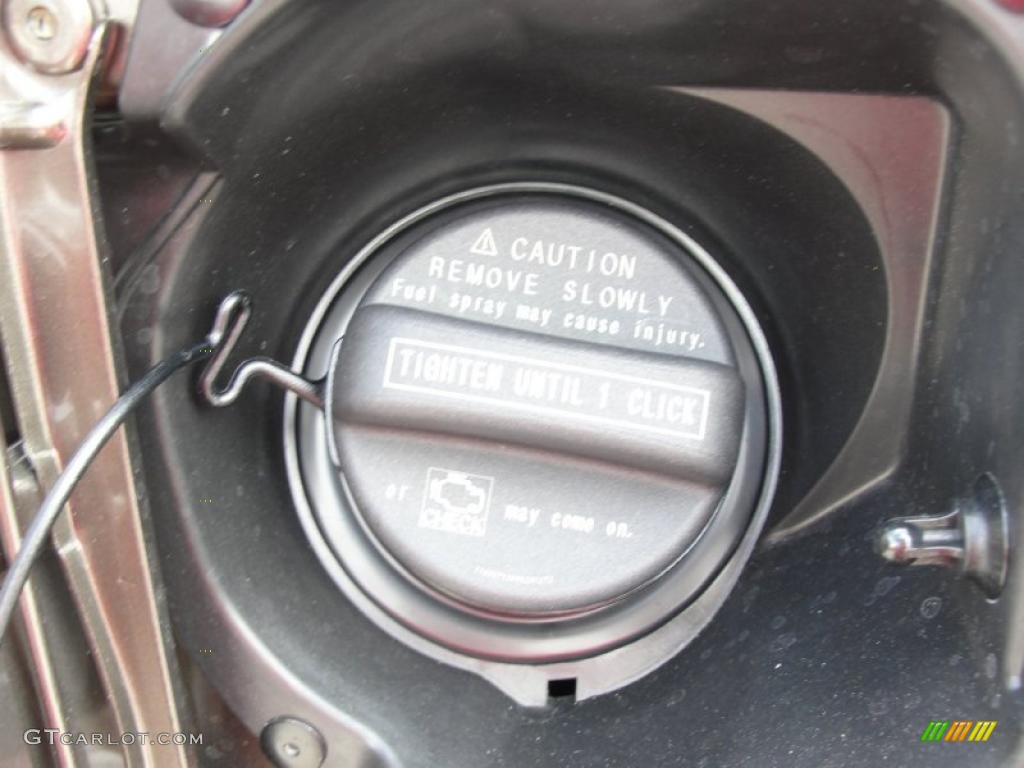 CAUTION
REMOVE SLOWLY
Fuel spray may cause injury.
TIGHTEN UNTIL 1 CLICK
or CHECK may come on.
GTCARLOT.COM